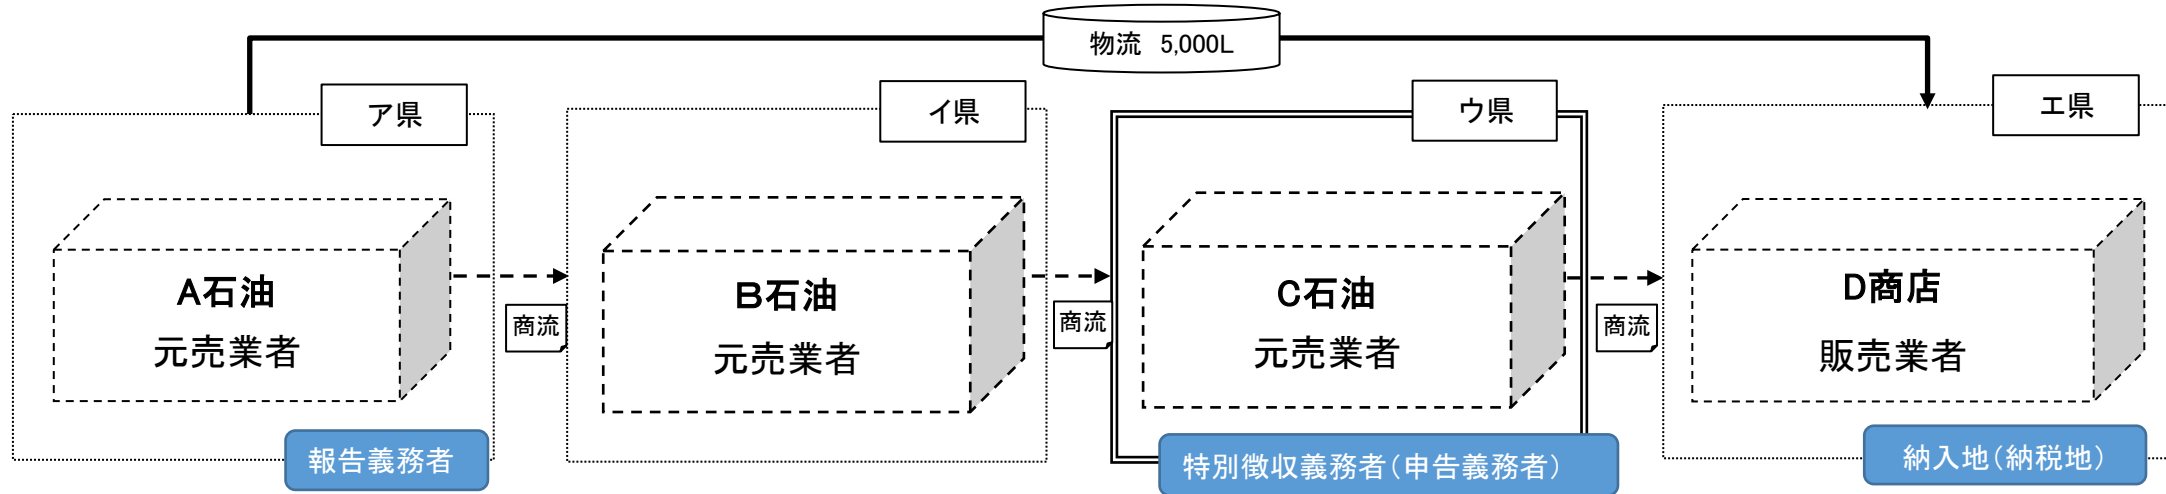 物流 5,000L
ア県
イ県
ウ県
エ県
A石油
元売業者
B石油
元売業者
C石油
元売業者
D商店
販売業者
商流
商流
商流
報告義務者
特別徴収義務者(申告義務者)
納入地(納税地)